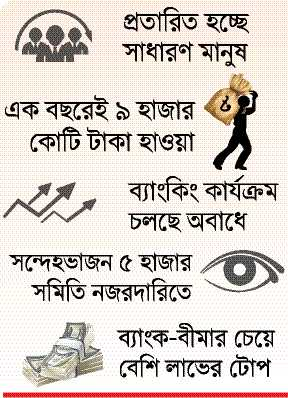 প্রতারিত হচ্ছে
সাধারণ মানুষ
এক বছরেই ৯ হাজার
কোটি টাকা হাওয়া
৳
ব্যাংকিং কার্যক্রম
চলছে অবাধে
সন্দেহভাজন ৫ হাজার
সমিতি নজরদারিতে
ব্যাংক-বীমার চেয়ে
বেশি লাভের টোপ